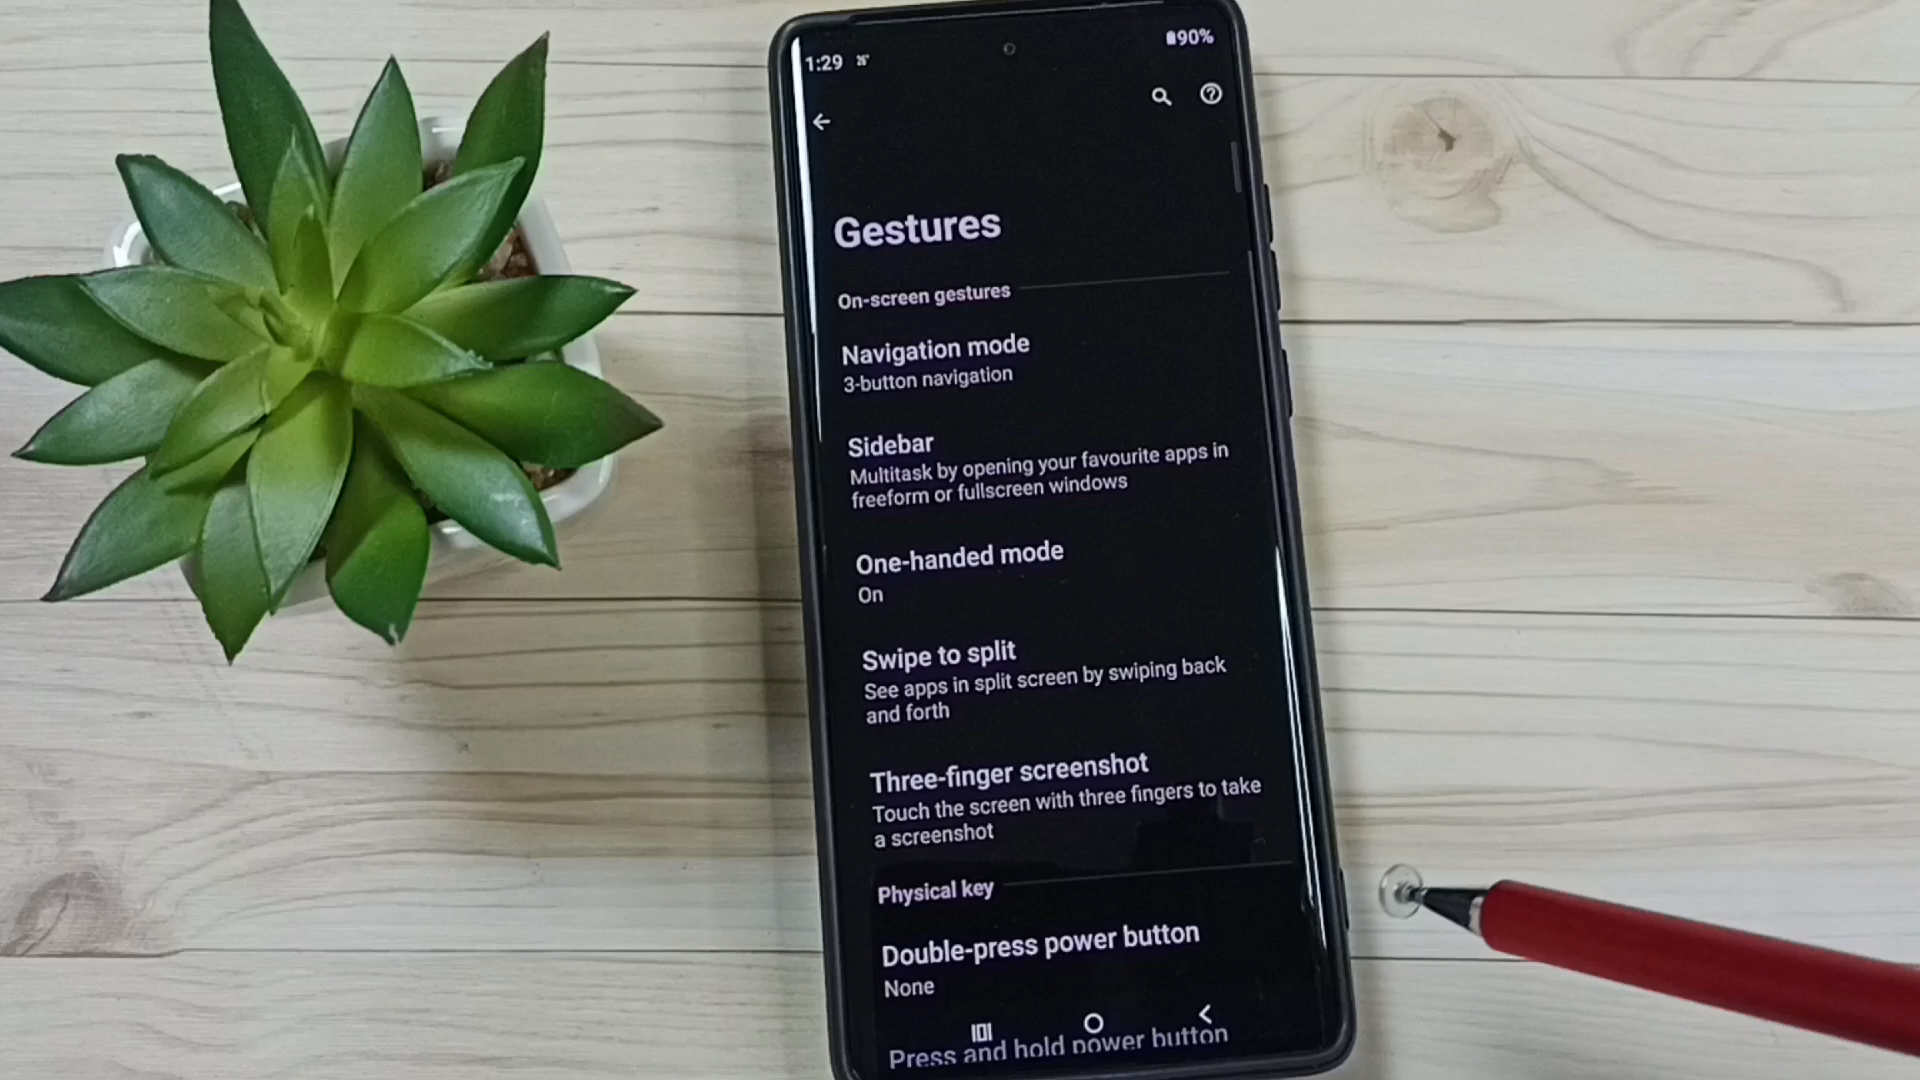 1:29 26°
90%
Gestures
On-screen gestures
Navigation mode
3-button navigation
Sidebar
Multitask by opening your favourite apps in
freeform or fullscreen windows
One-handed mode
On
Swipe to split
See apps in split screen by swiping back
and forth
Three-finger screenshot
Touch the screen with three fingers to take
a screenshot
Physical key
Double-press power button
None
Press and hold power button